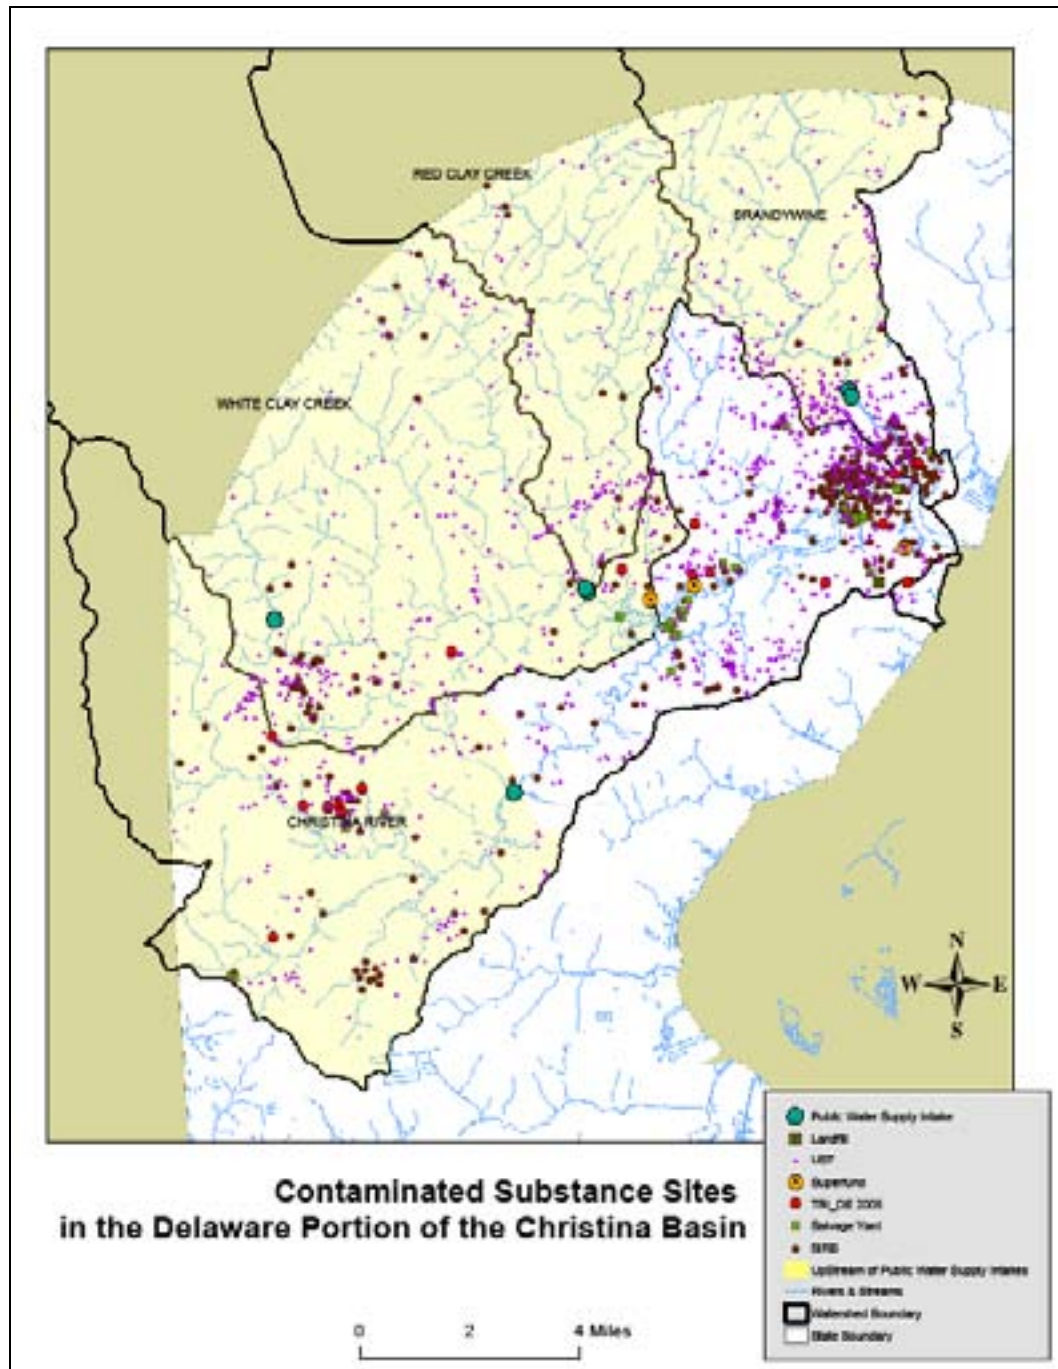 RED CLAY CREEK
BRANDYWINE
WHITE CLAY CREEK
CHRISTINA RIVER
N
W E
S
Public Water Supply Intake
Landfill
UST
Superfund
Salvage Yard
SIRB
UpStream of Public Water Supply Intakes
Rivers & Streams
Watershed Boundary
State Boundary
Contaminated Substance Sites
in the Delaware Portion of the Christina Basin
0 2 4 Miles